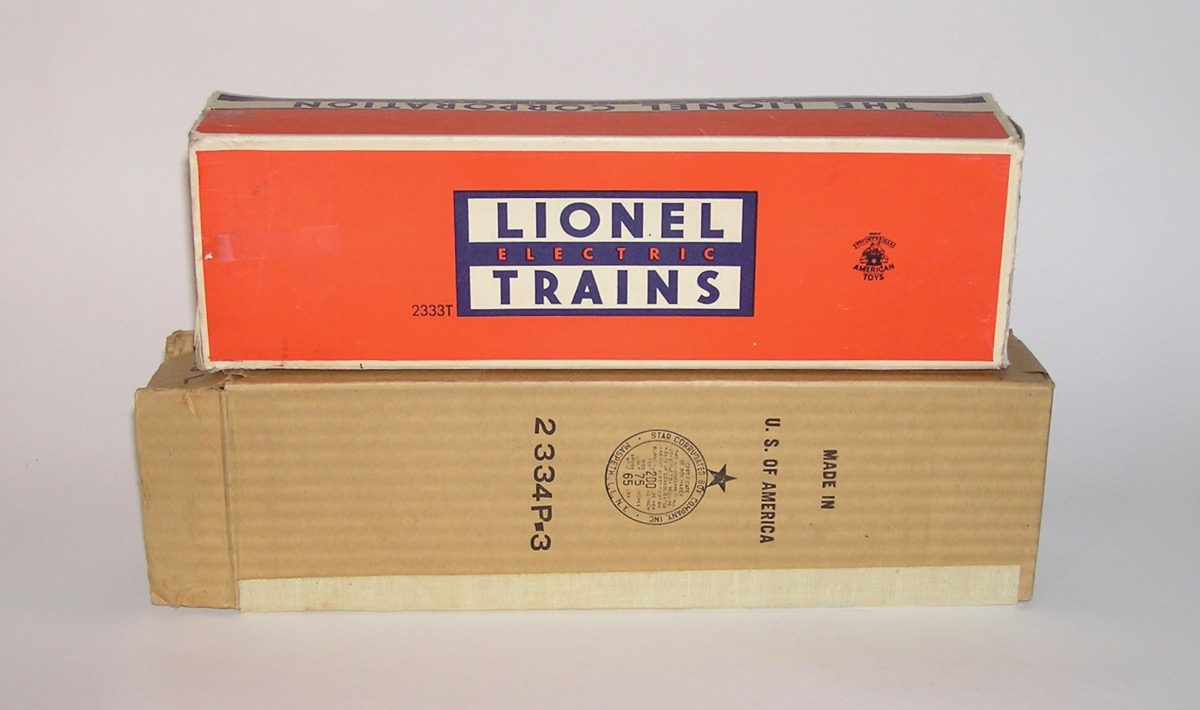 THE LIONEL CORPORATION
LIONEL
ELECTRIC
TRAINS
2333T
AMERICAN
TOYS
2334P-3
STAR CORRUGATED BOX COMPANY, INC.
MASPETH, L.I., N.Y.
200
75
65
U. S. OF AMERICA
MADE IN